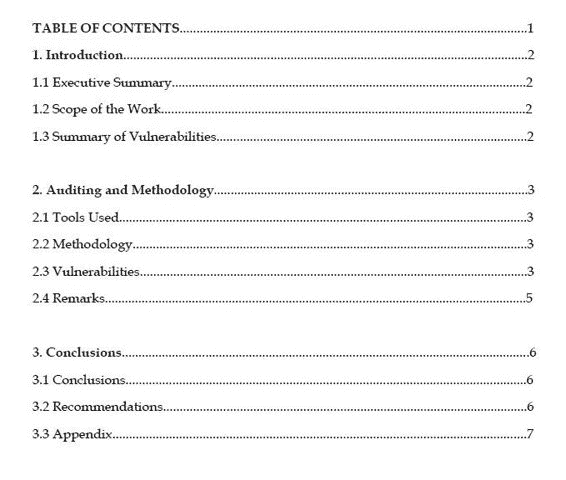 TABLE OF CONTENTS........................................................................1
1. Introduction........................................................................2
1.1 Executive Summary........................................................................2
1.2 Scope of the Work........................................................................2
1.3 Summary of Vulnerabilities........................................................................2
2. Auditing and Methodology........................................................................3
2.1 Tools Used........................................................................3
2.2 Methodology........................................................................3
2.3 Vulnerabilities........................................................................3
2.4 Remarks........................................................................5
3. Conclusions........................................................................6
3.1 Conclusions........................................................................6
3.2 Recommendations........................................................................6
3.3 Appendix........................................................................7